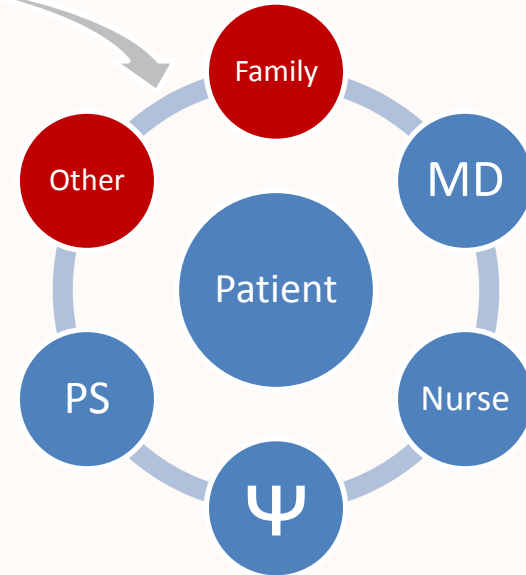 Family
Other
MD
Patient
PS
Nurse
Ψ